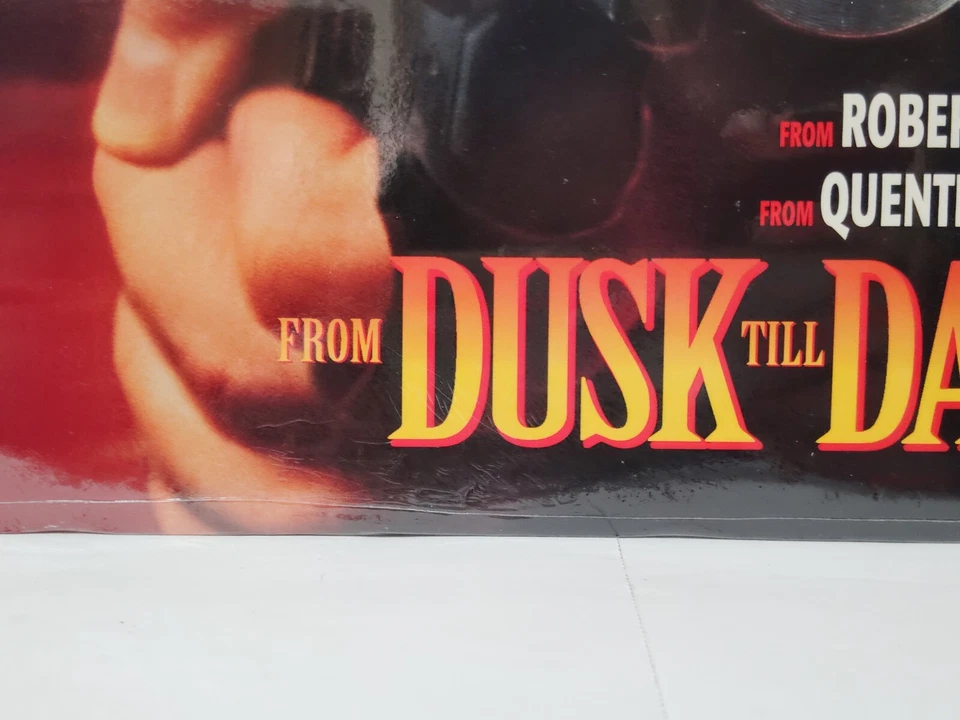 FROM ROBER
FROM QUENTI
FROM DUSK TILL DA